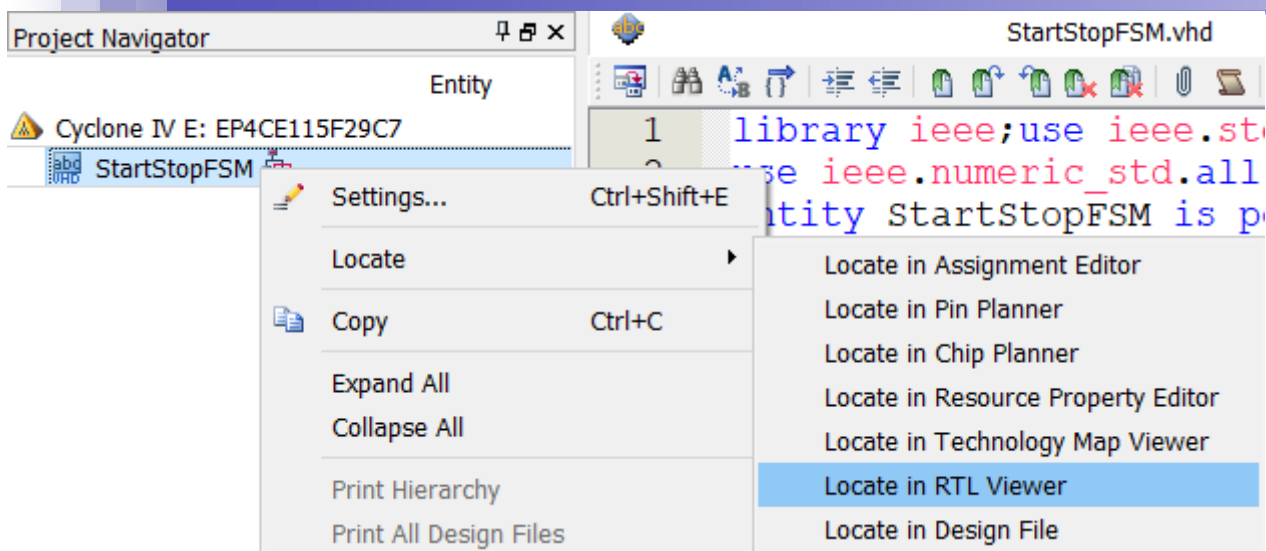 Project Navigator
Entity
Cyclone IV E: EP4CE115F29C7
abc
VHD
StartStopFSM
Settings... Ctrl+Shift+E
Locate
Copy Ctrl+C
Expand All
Collapse All
Print Hierarchy
Print All Design Files
abc
StartStopFSM.vhd
1 library ieee;use ieee.st
use ieee.numeric_std.all
ntity StartStopFSM is p
Locate in Assignment Editor
Locate in Pin Planner
Locate in Chip Planner
Locate in Resource Property Editor
Locate in Technology Map Viewer
Locate in RTL Viewer
Locate in Design File